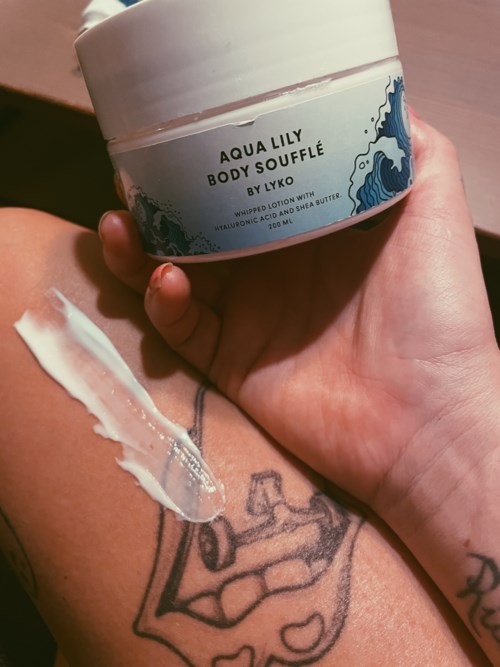 AQUA LILY
BODY SOUFFLÉ
BY LYKO
WHIPPED LOTION WITH
HYALURONIC ACID AND SHEA BUTTER.
200 ML